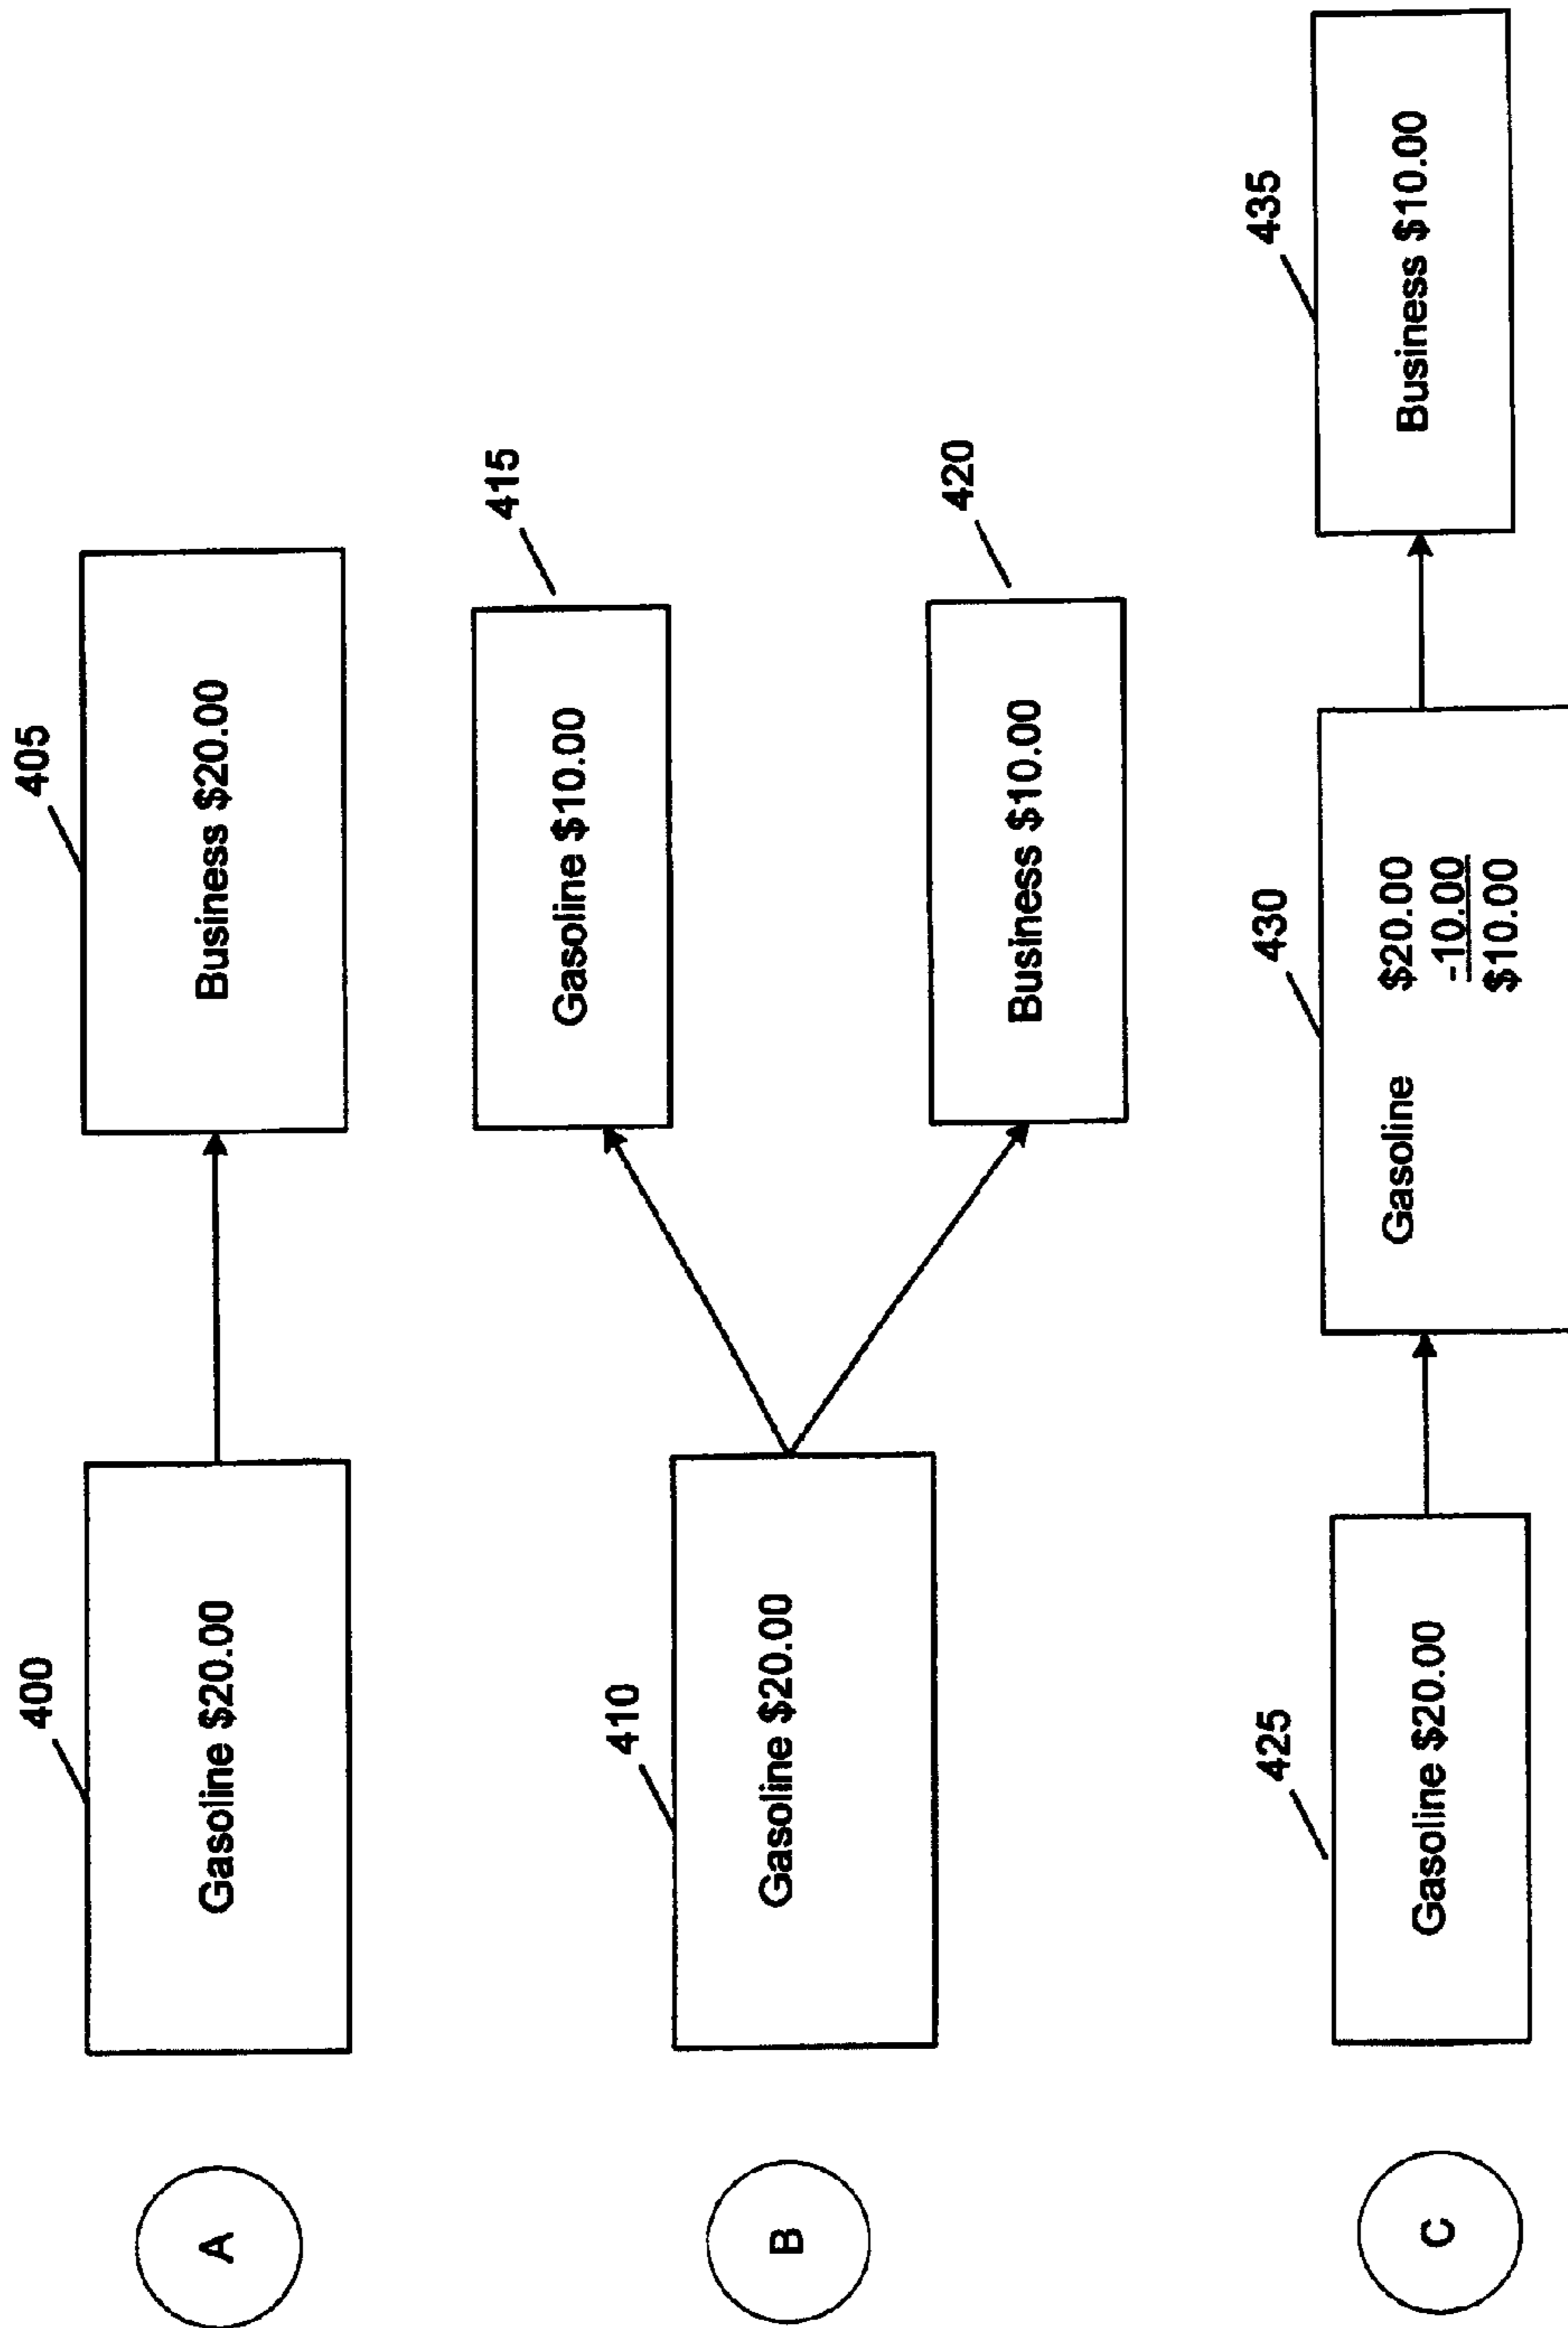 A
400
Gasoline $20.00
405
Business $20.00
B
410
Gasoline $20.00
415
Gasoline $10.00
420
Business $10.00
C
425
Gasoline $20.00
430
Gasoline $20.00
-10.00
$10.00
435
Business $10.00